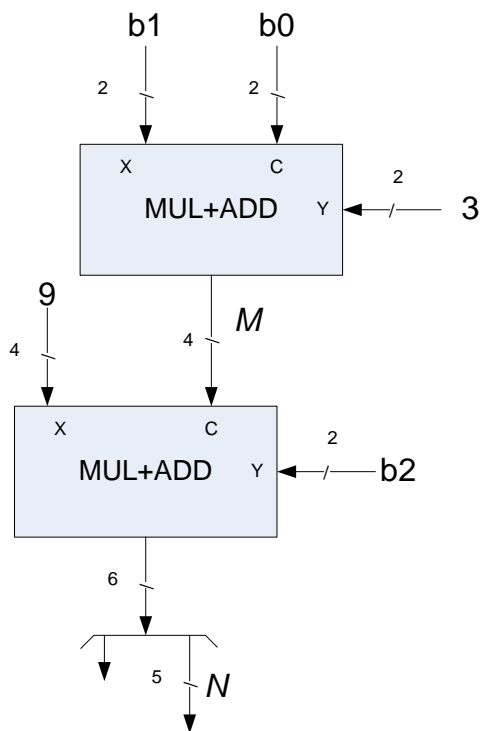 b1 b0
2 2
X C
2
MUL+ADD Y 3
9
M
4 4
X C
2
MUL+ADD Y b2
6
5 N